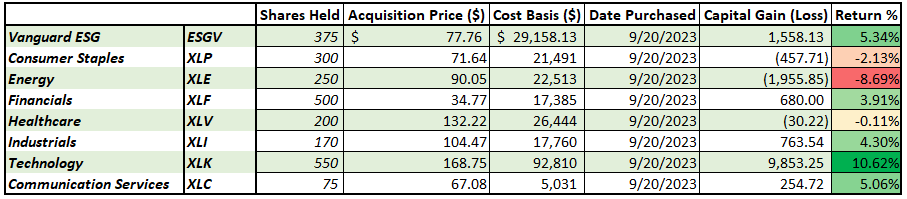 Shares Held Acquisition Price ($) Cost Basis ($) Date Purchased Capital Gain (Loss) Return %
Vanguard ESG ESGV 375 $ 77.76 $ 29,158.13 9/20/2023 1,558.13 5.34%
Consumer Staples XLP 300 71.64 21,491 9/20/2023 (457.71) -2.13%
Energy XLE 250 90.05 22,513 9/20/2023 (1,955.85) -8.69%
Financials XLF 500 34.77 17,385 9/20/2023 680.00 3.91%
Healthcare XLV 200 132.22 26,444 9/20/2023 (30.22) -0.11%
Industrials XLI 170 104.47 17,760 9/20/2023 763.54 4.30%
Technology XLK 550 168.75 92,810 9/20/2023 9,853.25 10.62%
Communication Services XLC 75 67.08 5,031 9/20/2023 254.72 5.06%